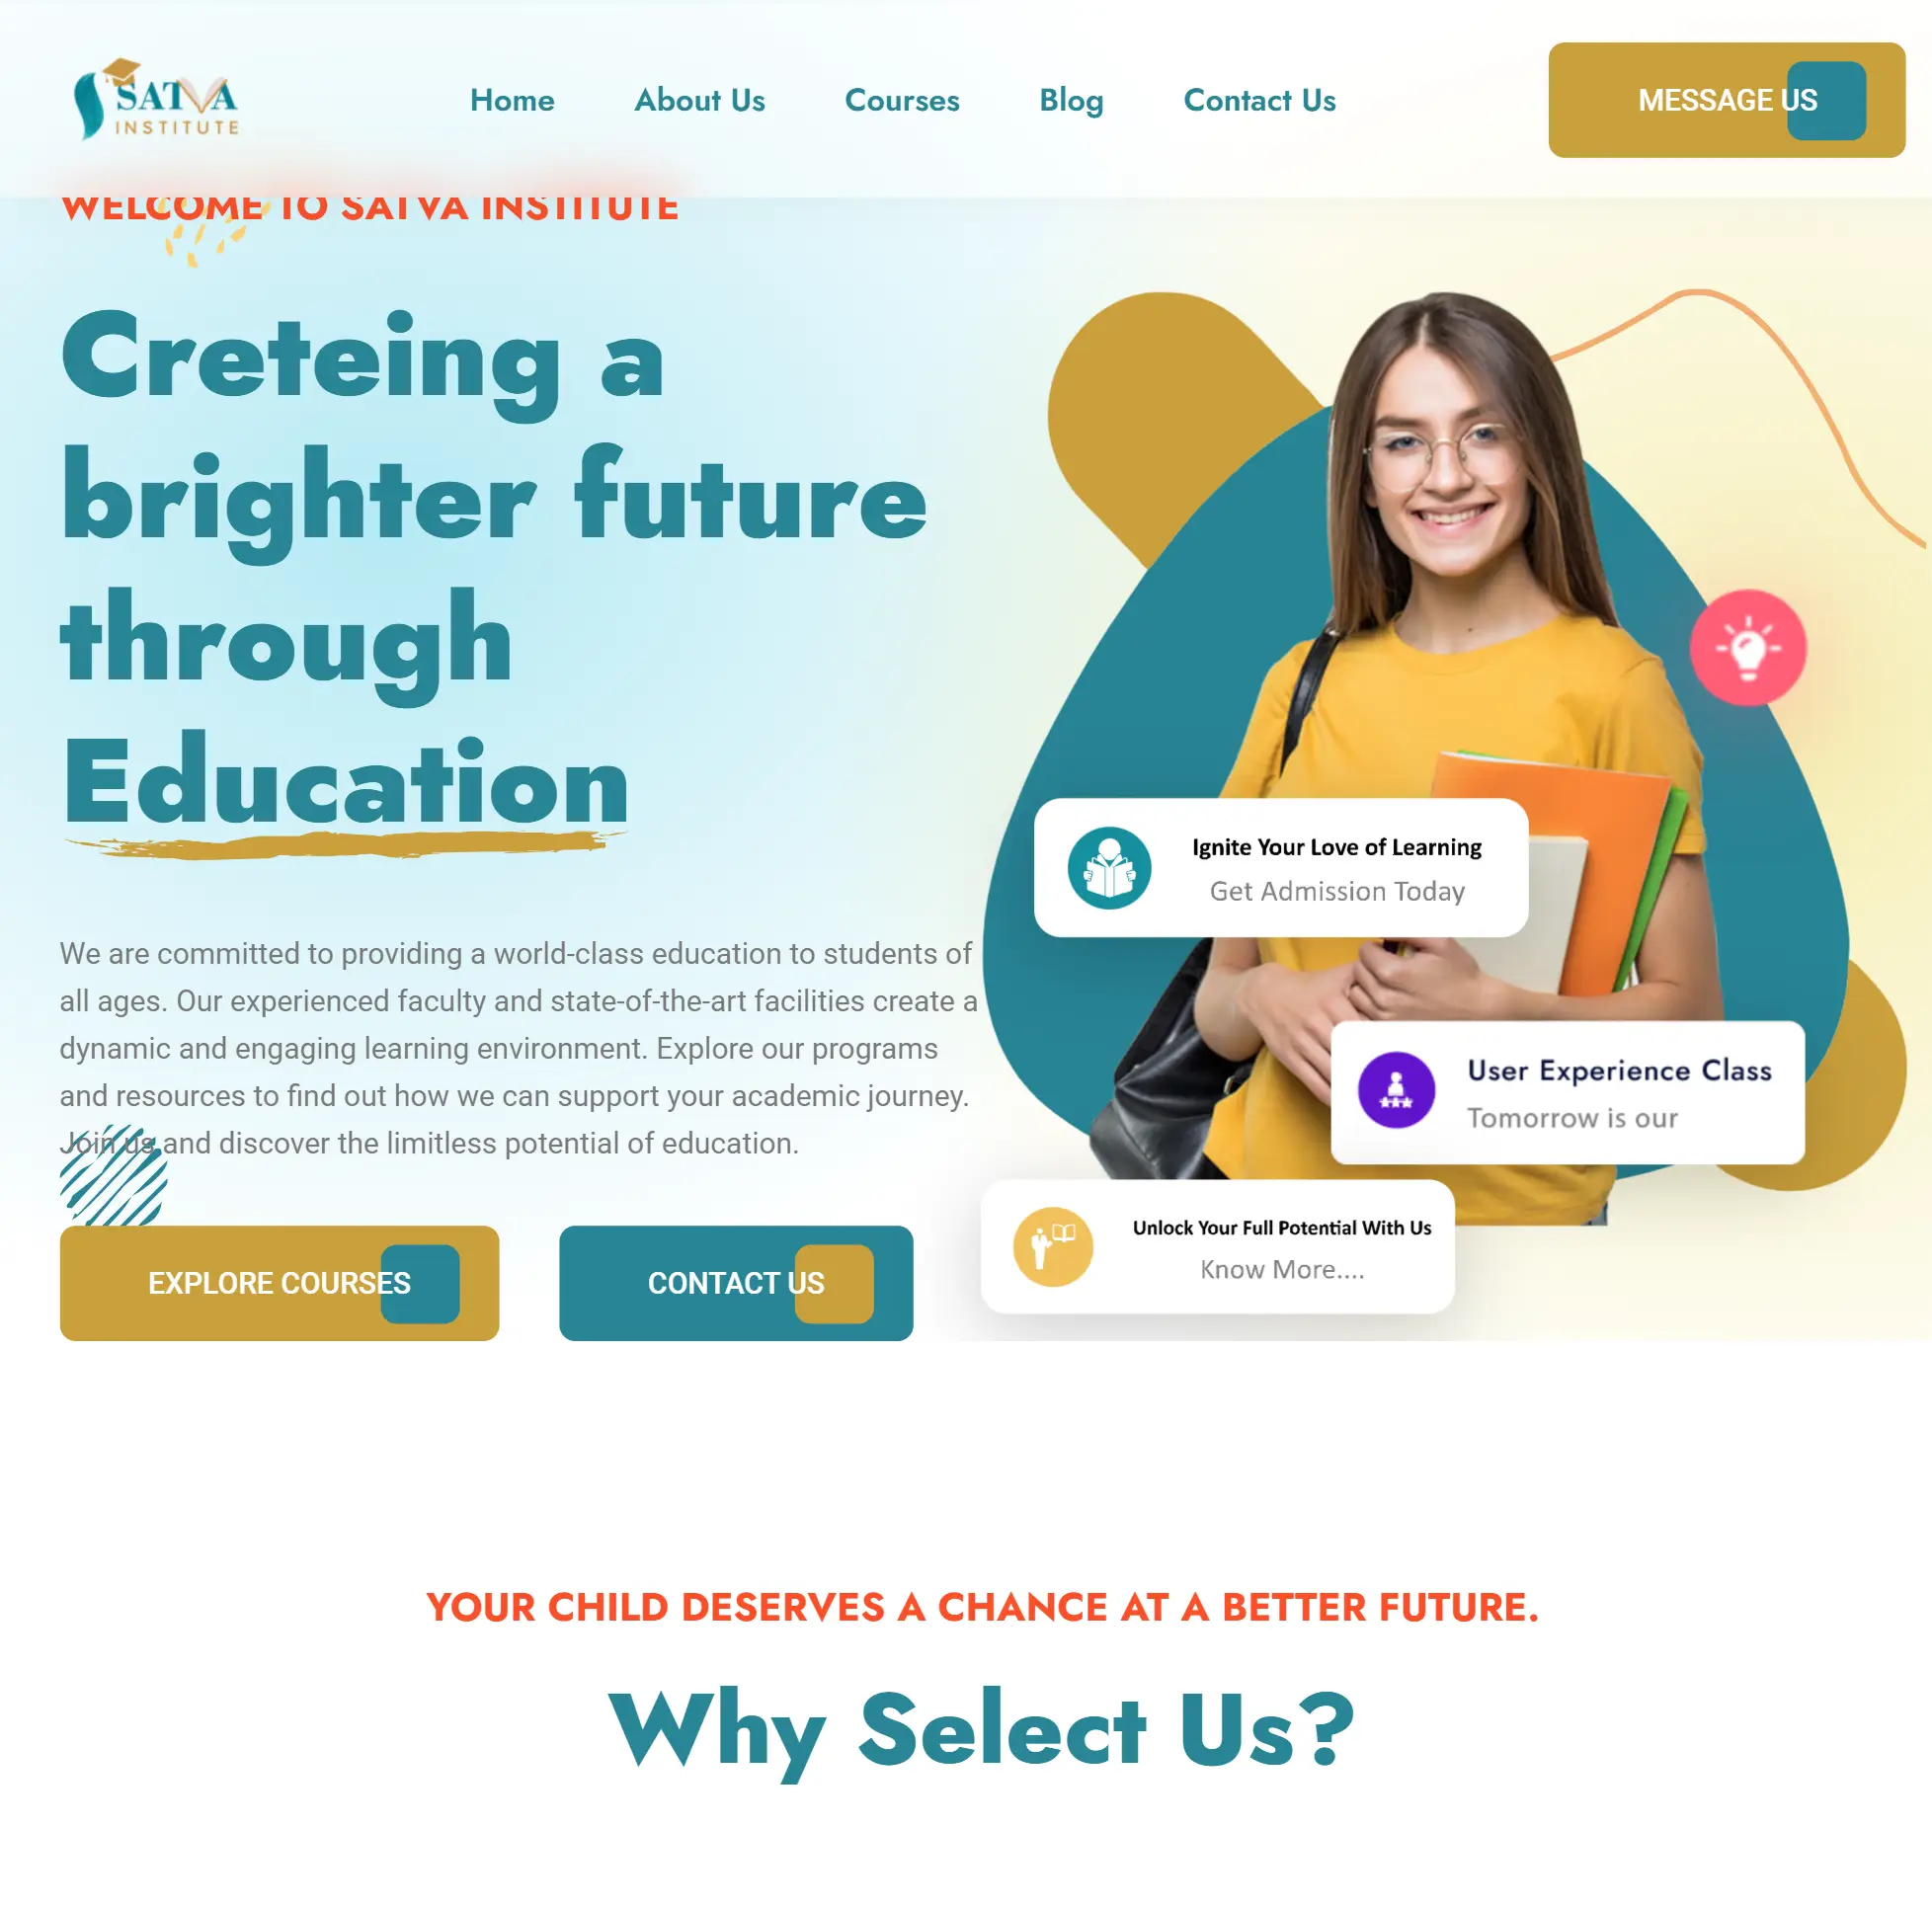 SATVA
INSTITUTE
Home
About Us
Courses
Blog
Contact Us
MESSAGE US
WELCOME TO SATVA INSTITUTE
Creteing a
brighter future
through
Education
We are committed to providing a world-class education to students of
all ages. Our experienced faculty and state-of-the-art facilities create a
dynamic and engaging learning environment. Explore our programs
and resources to find out how we can support your academic journey.
Join us and discover the limitless potential of education.
EXPLORE COURSES
CONTACT US
Ignite Your Love of Learning
Get Admission Today
User Experience Class
Tomorrow is our
Unlock Your Full Potential With Us
Know More....
YOUR CHILD DESERVES A CHANCE AT A BETTER FUTURE.
Why Select Us?